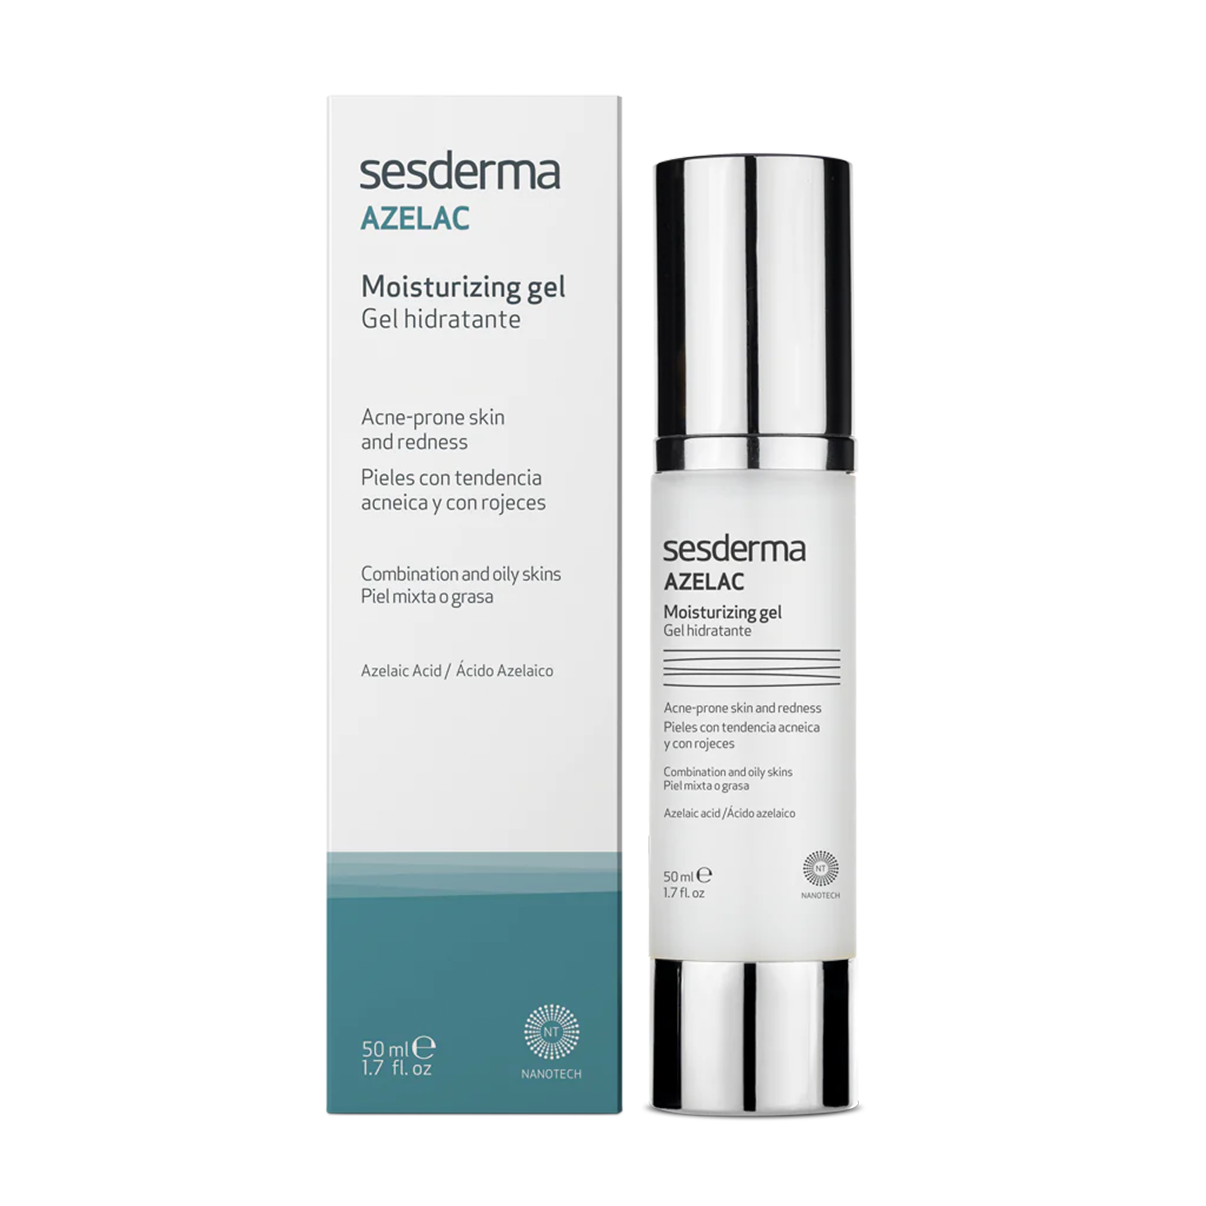 sesderma
AZELAC
Moisturizing gel
Gel hidratante
Acne-prone skin
and redness
Pieles con tendencia
acneica y con rojeces
Combination and oily skins
Piel mixta o grasa
Azelaic Acid / Ácido Azelaico
50 ml ℮
1.7 fl. oz
NT
NANOTECH
sesderma
AZELAC
Moisturizing gel
Gel hidratante
Acne-prone skin and redness
Pieles con tendencia acneica
y con rojeces
Combination and oily skins
Piel mixta o grasa
Azelaic acid /Ácido azelaico
50 ml ℮
1.7 fl. oz
NT
NANOTECH